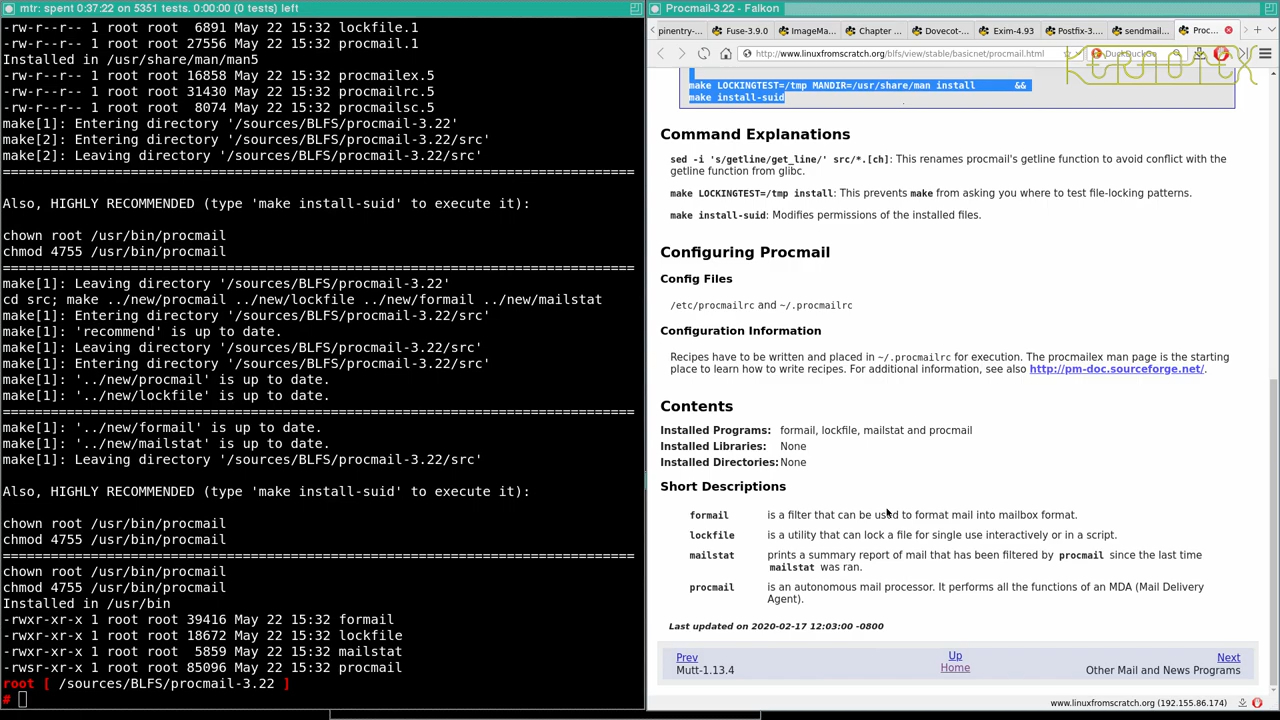 mtr: spent 0:37:22 on 5351 tests. 0:00:00 (0 tests) left
-rw-r--r-- 1 root root  6891 May 22 15:32 lockfile.1
-rw-r--r-- 1 root root 27556 May 22 15:32 procmail.1
Installed in /usr/share/man/man5
-rw-r--r-- 1 root root 16858 May 22 15:32 procmailex.5
-rw-r--r-- 1 root root 31430 May 22 15:32 procmailrc.5
-rw-r--r-- 1 root root  8074 May 22 15:32 procmailsc.5
make[1]: Entering directory '/sources/BLFS/procmail-3.22'
make[2]: Entering directory '/sources/BLFS/procmail-3.22/src'
make[2]: Leaving directory '/sources/BLFS/procmail-3.22/src'
===============================================================================
Also, HIGHLY RECOMMENDED (type 'make install-suid' to execute it):
chown root /usr/bin/procmail
chmod 4755 /usr/bin/procmail
===============================================================================
make[1]: Leaving directory '/sources/BLFS/procmail-3.22'
cd src; make ../new/procmail ../new/lockfile ../new/formail ../new/mailstat
make[1]: Entering directory '/sources/BLFS/procmail-3.22/src'
make[1]: 'recommend' is up to date.
make[1]: Leaving directory '/sources/BLFS/procmail-3.22/src'
make[1]: Entering directory '/sources/BLFS/procmail-3.22/src'
make[1]: '../new/procmail' is up to date.
make[1]: '../new/lockfile' is up to date.
===============================================================================
make[1]: '../new/formail' is up to date.
make[1]: '../new/mailstat' is up to date.
make[1]: Leaving directory '/sources/BLFS/procmail-3.22/src'
Also, HIGHLY RECOMMENDED (type 'make install-suid' to execute it):
chown root /usr/bin/procmail
chmod 4755 /usr/bin/procmail
===============================================================================
chown root /usr/bin/procmail
chmod 4755 /usr/bin/procmail
Installed in /usr/bin
-rwxr-xr-x 1 root root 39416 May 22 15:32 formail
-rwxr-xr-x 1 root root 18672 May 22 15:32 lockfile
-rwxr-xr-x 1 root root  5859 May 22 15:32 mailstat
-rwsr-xr-x 1 root root 85096 May 22 15:32 procmail
root [ /sources/BLFS/procmail-3.22 ]
#
Procmail-3.22 - Falkon
pinentry-... Fuse-3.9.0 ImageMa... Chapter ... Dovecot-... Exim-4.93 Postfix-3.... sendmail... Proc...
http://www.linuxfromscratch.org/blfs/view/stable/basicnet/procmail.html DuckDuckGo
KERNOTEX
make LOCKINGTEST=/tmp MANDIR=/usr/share/man install &&
make install-suid
Command Explanations
sed -i 's/getline/get_line/' src/*.[ch]: This renames procmail's getline function to avoid conflict with the
getline function from glibc.
make LOCKINGTEST=/tmp install: This prevents make from asking you where to test file-locking patterns.
make install-suid: Modifies permissions of the installed files.
Configuring Procmail
Config Files
/etc/procmailrc and ~/.procmailrc
Configuration Information
Recipes have to be written and placed in ~/.procmailrc for execution. The procmailex man page is the starting
place to learn how to write recipes. For additional information, see also http://pm-doc.sourceforge.net/.
Contents
Installed Programs: formail, lockfile, mailstat and procmail
Installed Libraries: None
Installed Directories: None
Short Descriptions
formail is a filter that can be used to format mail into mailbox format.
lockfile is a utility that can lock a file for single use interactively or in a script.
mailstat prints a summary report of mail that has been filtered by procmail since the last time
mailstat was ran.
procmail is an autonomous mail processor. It performs all the functions of an MDA (Mail Delivery
Agent).
Last updated on 2020-02-17 12:03:00 -0800
Prev Up Next
Mutt-1.13.4 Home Other Mail and News Programs
www.linuxfromscratch.org (192.155.86.174)